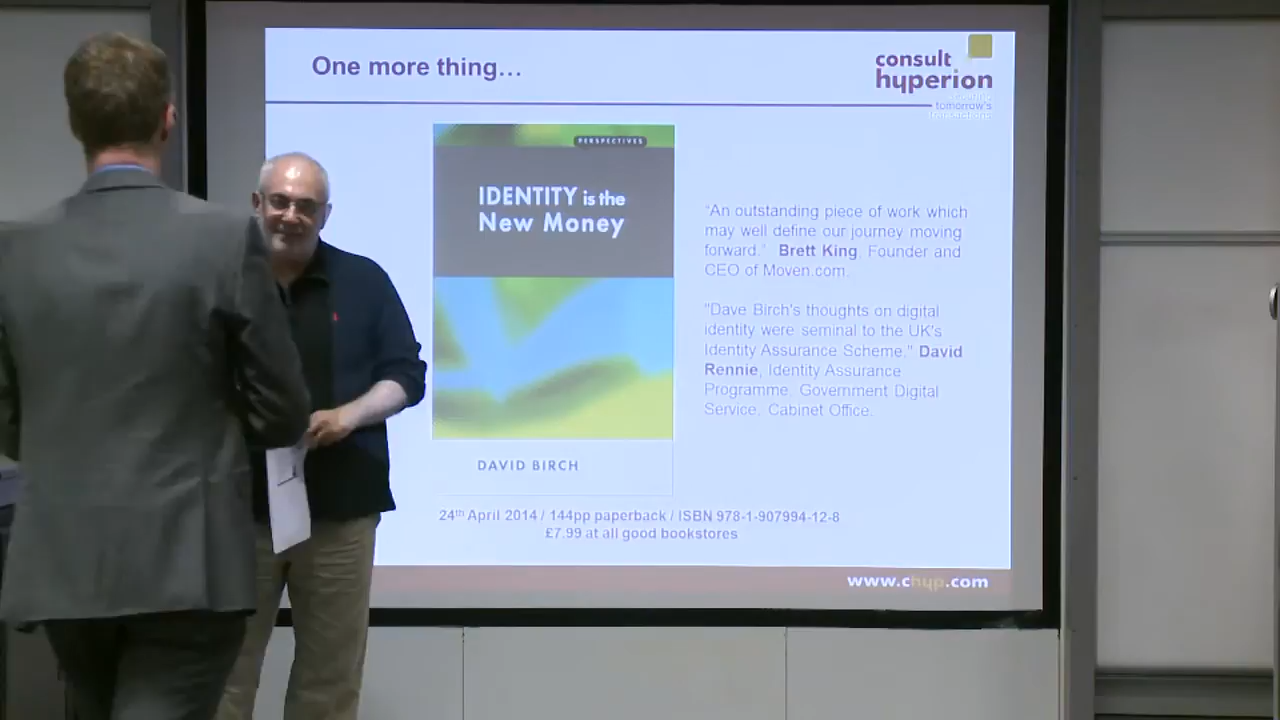 One more thing…
consult
hyperion
tomorrow's
transactions
PERSPECTIVES
IDENTITY is the
New Money
DAVID BIRCH
"An outstanding piece of work which
may well define our journey moving
forward." Brett King, Founder and
CEO of Moven.com.
"Dave Birch's thoughts on digital
identity were seminal to the UK's
Identity Assurance Scheme." David
Rennie, Identity Assurance
Programme, Government Digital
Service, Cabinet Office.
24th April 2014 / 144pp paperback / ISBN 978-1-907994-12-8
£7.99 at all good bookstores
www.chyp.com